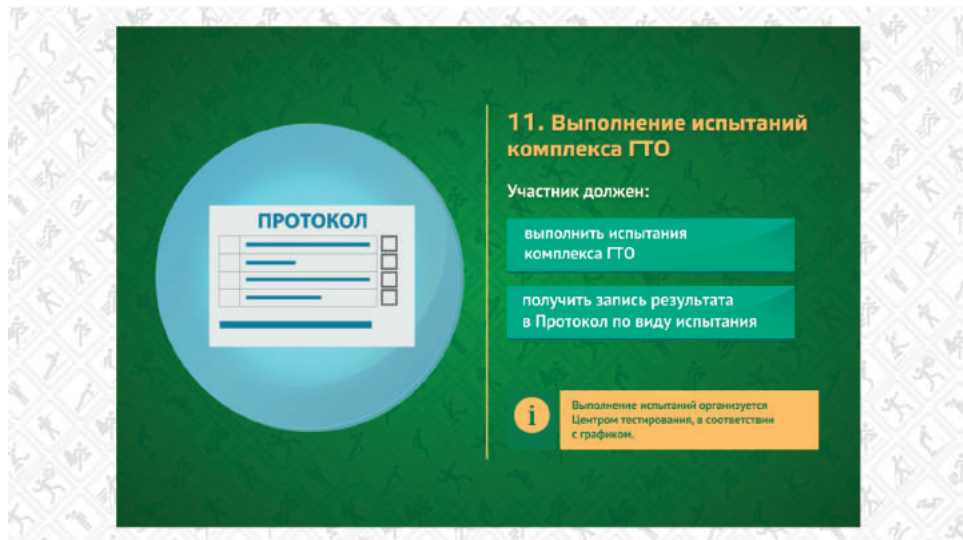 ПРОТОКОЛ
11. Выполнение испытаний
комплекса ГТО
Участник должен:
выполнить испытания
комплекса ГТО
получить запись результата
в Протокол по виду испытания
i
Выполнение испытаний организуется
Центром тестирования, в соответствии
с графиком.